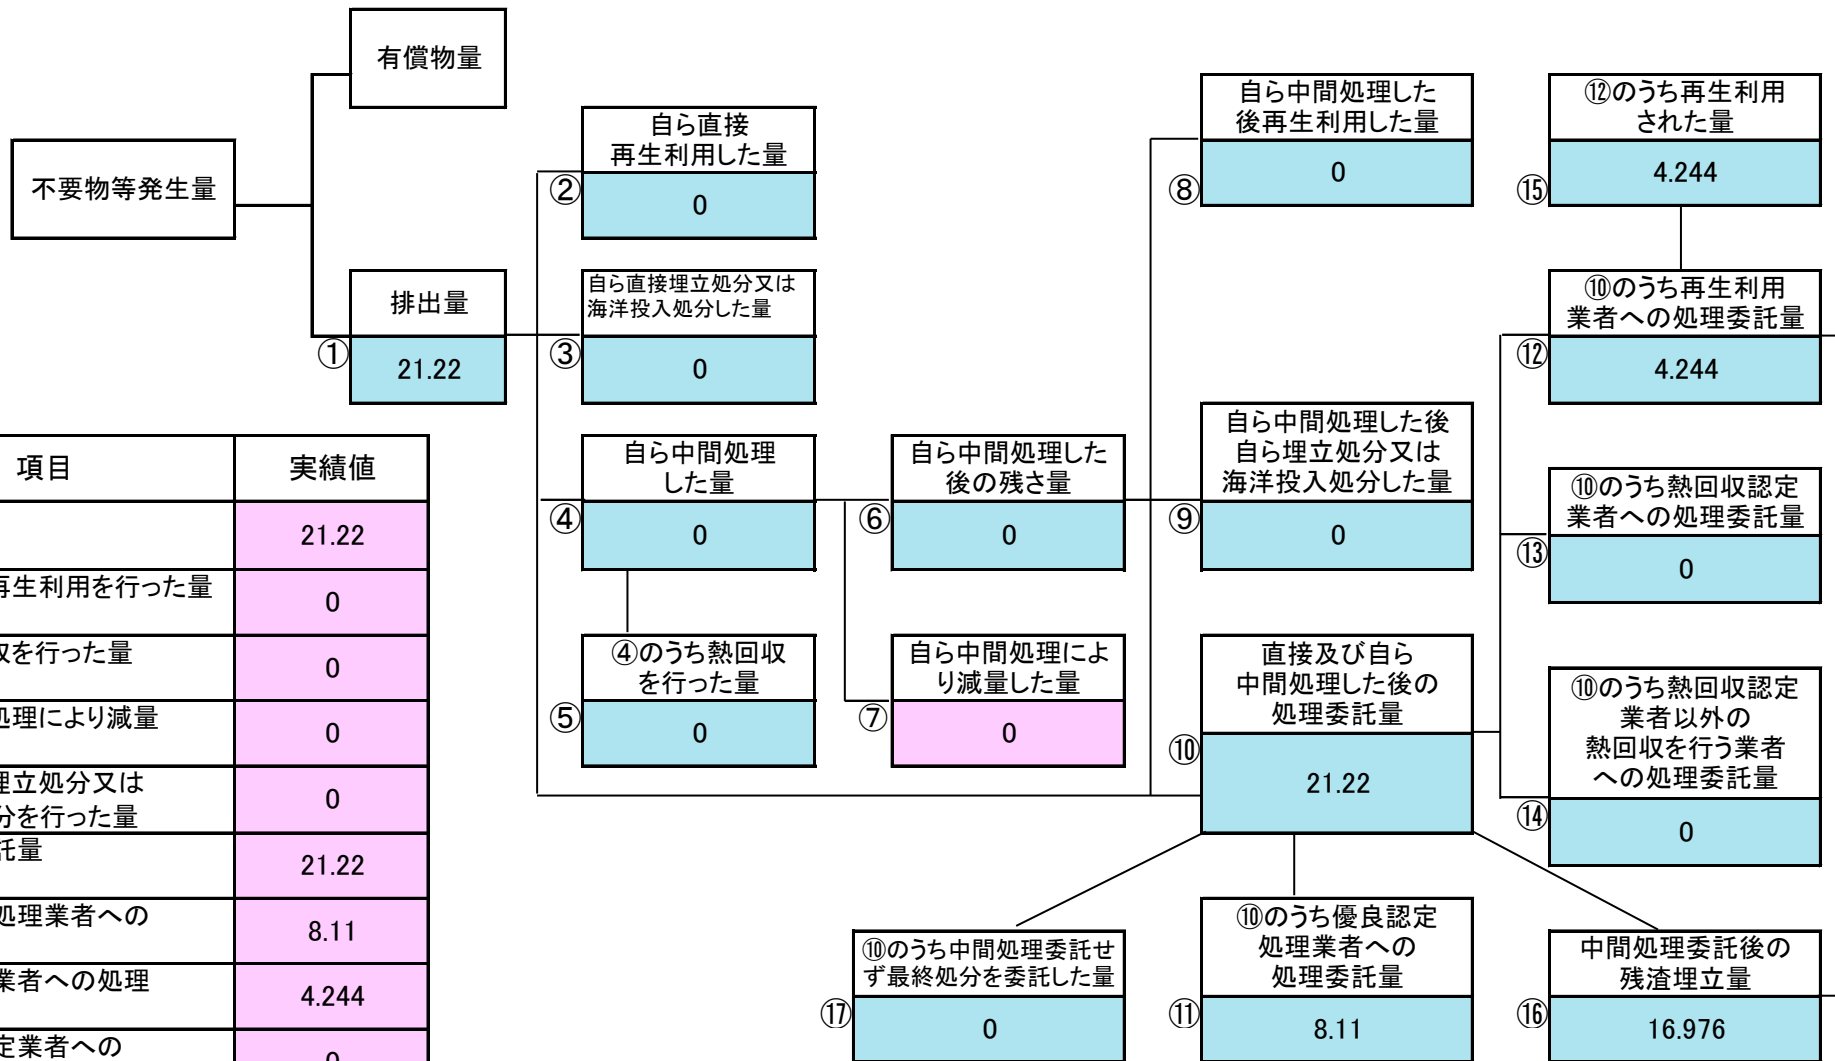 有償物量
不要物等発生量
排出量
①
21.22
自ら直接
再生利用した量
②
0
自ら直接埋立処分又は
海洋投入処分した量
③
0
自ら中間処理
した量
④
0
④のうち熱回収
を行った量
⑤
0
自ら中間処理した
後の残さ量
⑥
0
自ら中間処理によ
り減量した量
⑦
0
自ら中間処理した
後再生利用した量
⑧
0
自ら中間処理した後
自ら埋立処分又は
海洋投入処分した量
⑨
0
直接及び自ら
中間処理した後の
処理委託量
⑩
21.22
⑫のうち再生利用
された量
⑮
4.244
⑩のうち再生利用
業者への処理委託量
⑫
4.244
⑩のうち熱回収認定
業者への処理委託量
⑬
0
⑩のうち熱回収認定
業者以外の
熱回収を行う業者
への処理委託量
⑭
0
⑩のうち中間処理委託せ
ず最終処分を委託した量
⑰
0
⑩のうち優良認定
処理業者への
処理委託量
⑪
8.11
中間処理委託後の
残渣埋立量
⑯
16.976
項目 実績値
21.22
再生利用を行った量 0
を行った量 0
処理により減量 0
埋立処分又は
分を行った量 0
託量 21.22
処理業者への 8.11
業者への処理 4.244
定業者への 0